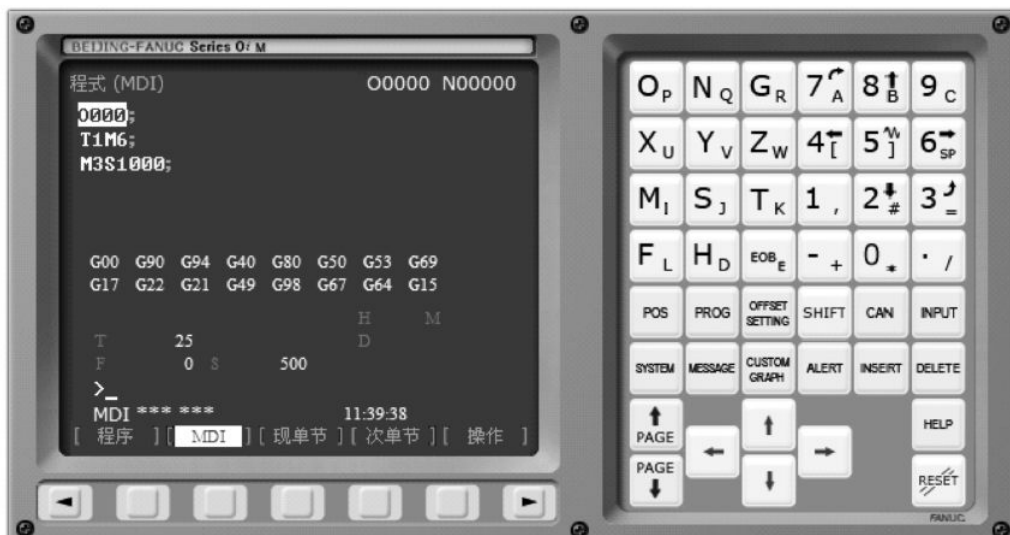 BEIJING-FANUC Series 0i M
程式 (MDI) O0000 N00000
O000;
T1M6;
M3S1000;
G00 G90 G94 G40 G80 G50 G53 G69
G17 G22 G21 G49 G98 G67 G64 G15
H M
T 25 D
F 0 S 500
>_
MDI *** *** 11:39:38
[ 程序 ] [ MDI ] [ 现单节 ] [ 次单节 ] [ 操作 ]
OP NQ GR 7A 8B 9C
XU YV ZW 4[ 5] 6SP
MI SJ TK 1, 2# 3=
FL HD EOBE -+ 0* ·/
POS PROG OFFSET SETTING SHIFT CAN INPUT
SYSTEM MESSAGE CUSTOM GRAPH ALERT INSERT DELETE
PAGE HELP
PAGE RESET
FANUC